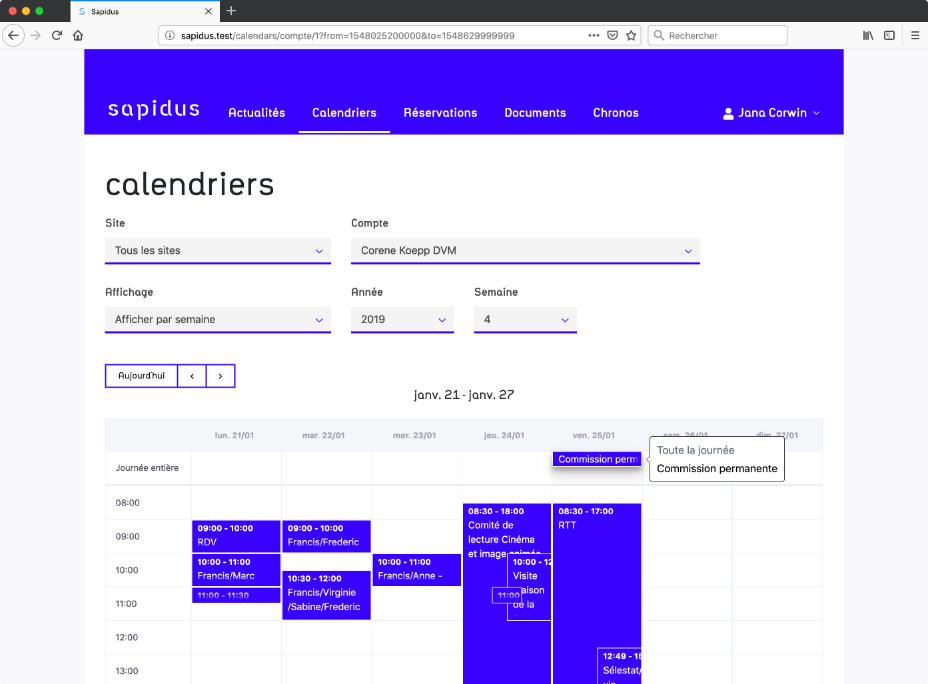 Sapidus
sapidus.test/calendars/compte/1?from=1548025200000&to=1548629999999
Rechercher
sapidus
Actualités
Calendriers
Réservations
Documents
Chronos
Jana Corwin
calendriers
Site
Compte
Tous les sites
Corene Koepp DVM
Affichage
Année
Semaine
Afficher par semaine
2019
4
Aujourd'hui
janv. 21 - janv. 27
lun. 21/01
mar. 22/01
mer. 23/01
jeu. 24/01
ven. 25/01
sam. 26/01
dim. 27/01
Toute la journée
Commission permanente
Journée entière
Commission perm
08:00
09:00
10:00
11:00
12:00
13:00
09:00 - 10:00
RDV
10:00 - 11:00
Francis/Marc
11:00 - 11:30
09:00 - 10:00
Francis/Frederic
10:30 - 12:00
Francis/Virginie
/Sabine/Frederic
10:00 - 11:00
Francis/Anne -
08:30 - 18:00
Comité de
lecture Cinéma
et image animée
10:00 - 12
Visite
aison
de la
11:00
08:30 - 17:00
RTT
12:49 - 18
Sélestat/